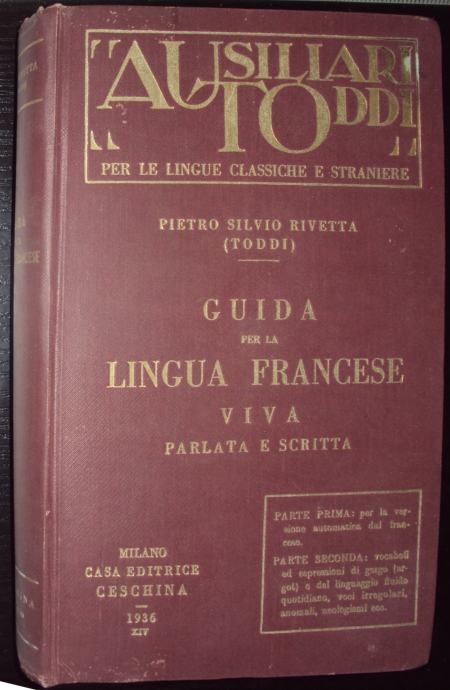 AUSILIARI
TODDI
PER LE LINGUE CLASSICHE E STRANIERE
PIETRO SILVIO RIVETTA
(TODDI)
GUIDA
PER LA
LINGUA FRANCESE
VIVA
PARLATA E SCRITTA
MILANO
CASA EDITRICE
CESCHINA
1936
XIV
PARTE PRIMA: per la ver-
sione automatica dal fran-
cese.
PARTE SECONDA: vocaboli
ed espressioni di gergo (ar-
got) e del linguaggio fluido
quotidiano, voci irregolari,
anomali, neologismi ecc.